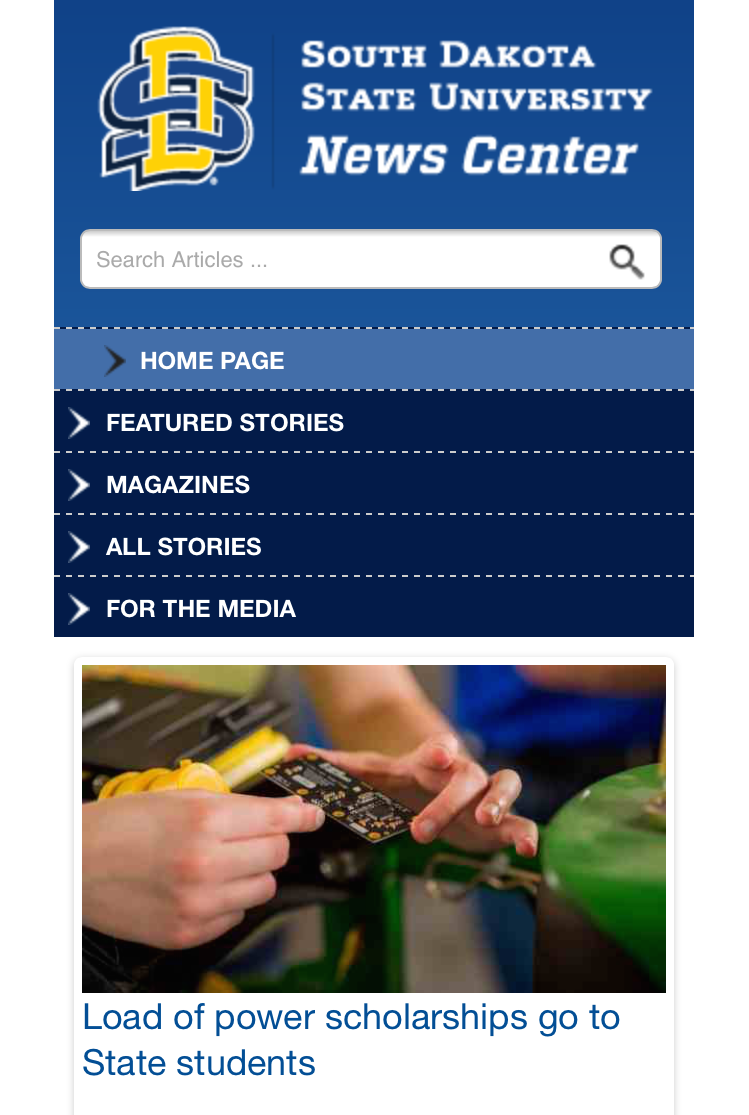 SD
South Dakota
State University
News Center
Search Articles ...
HOME PAGE
FEATURED STORIES
MAGAZINES
ALL STORIES
FOR THE MEDIA
Load of power scholarships go to
State students